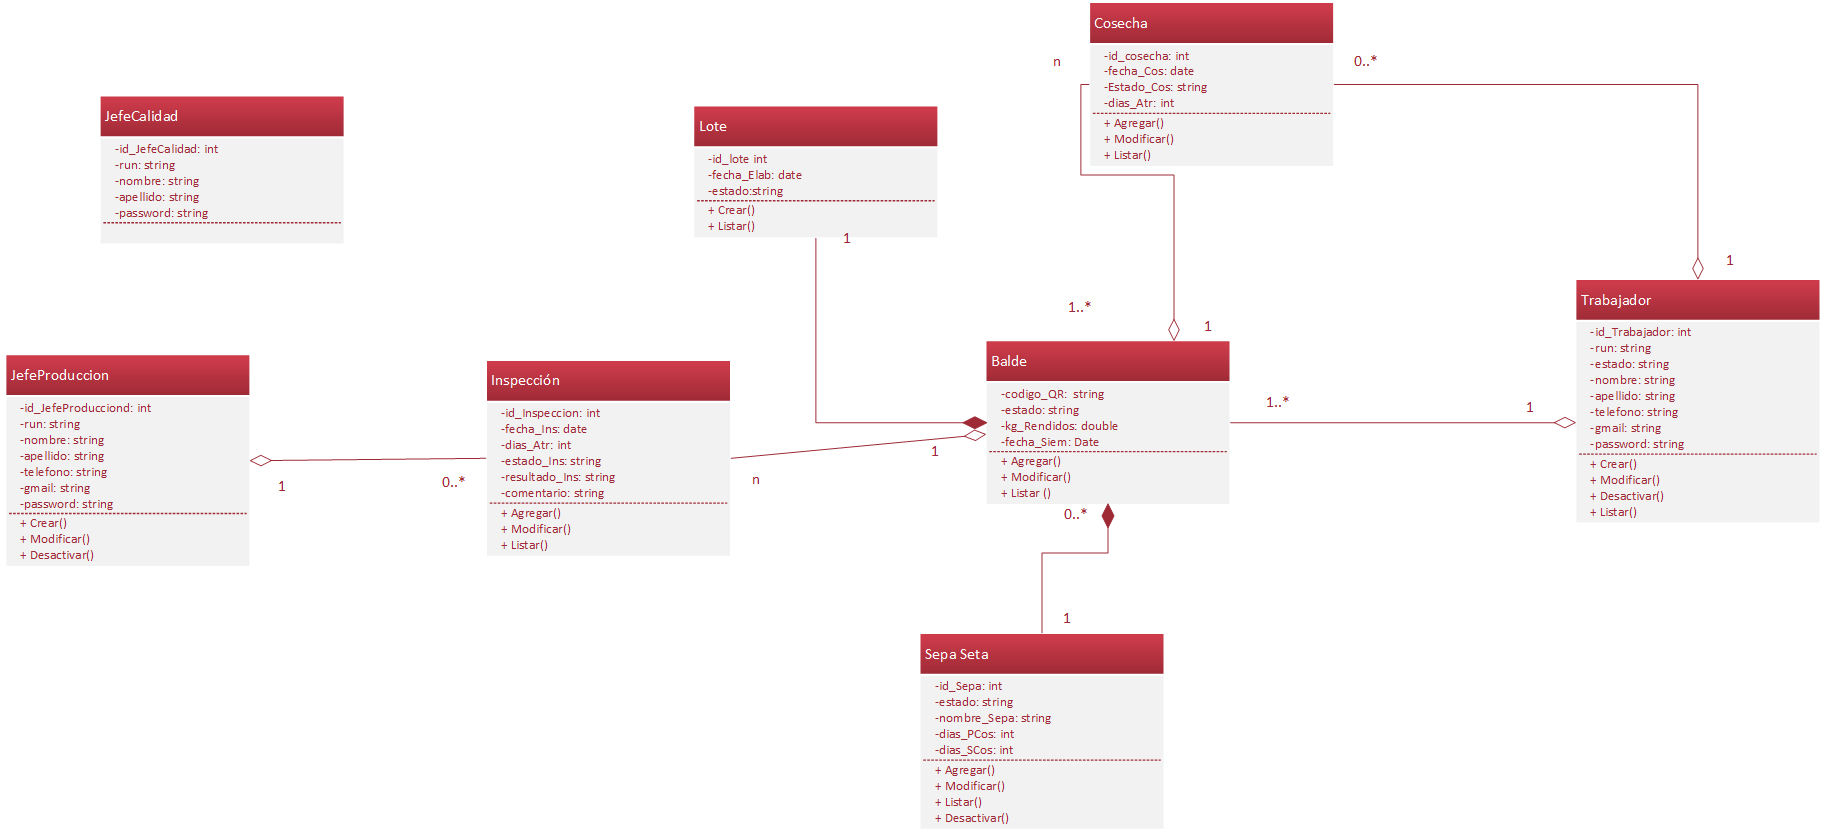 Cosecha
-id_cosecha: int
-fecha_Cos: date
-Estado_Cos: string
-dias_Atr: int
+ Agregar()
+ Modificar()
+ Listar()
n
0..*
JefeCalidad
-id_JefeCalidad: int
-run: string
-nombre: string
-apellido: string
-password: string
Lote
-id_lote int
-fecha_Elab: date
-estado:string
+ Crear()
+ Listar()
1
1..*
1
1
Trabajador
-id_Trabajador: int
-run: string
-estado: string
-nombre: string
-apellido: string
-telefono: string
-gmail: string
-password: string
+ Crear()
+ Modificar()
+ Desactivar()
+ Listar()
JefeProduccion
-id_JefeProducciond: int
-run: string
-nombre: string
-apellido: string
-telefono: string
-gmail: string
-password: string
+ Crear()
+ Modificar()
+ Desactivar()
1
0..*
Inspección
-id_Inspeccion: int
-fecha_Ins: date
-dias_Atr: int
-estado_Ins: string
-resultado_Ins: string
-comentario: string
+ Agregar()
+ Modificar()
+ Listar()
n
1
Balde
-codigo_QR: string
-estado: string
-kg_Rendidos: double
-fecha_Siem: Date
+ Agregar()
+ Modificar()
+ Listar ()
1..*
1
0..*
1
Sepa Seta
-id_Sepa: int
-estado: string
-nombre_Sepa: string
-dias_PCos: int
-dias_SCos: int
+ Agregar()
+ Modificar()
+ Listar()
+ Desactivar()